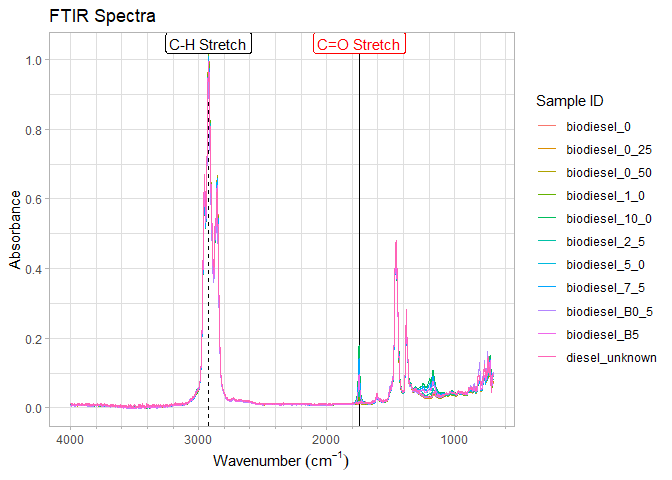 FTIR Spectra
C-H Stretch
C=O Stretch
1.0
0.8
0.6
0.4
0.2
0.0
Absorbance
4000
3000
2000
1000
Wavenumber (cm⁻¹)
Sample ID
biodiesel_0
biodiesel_0_25
biodiesel_0_50
biodiesel_1_0
biodiesel_10_0
biodiesel_2_5
biodiesel_5_0
biodiesel_7_5
biodiesel_B0_5
biodiesel_B5
diesel_unknown